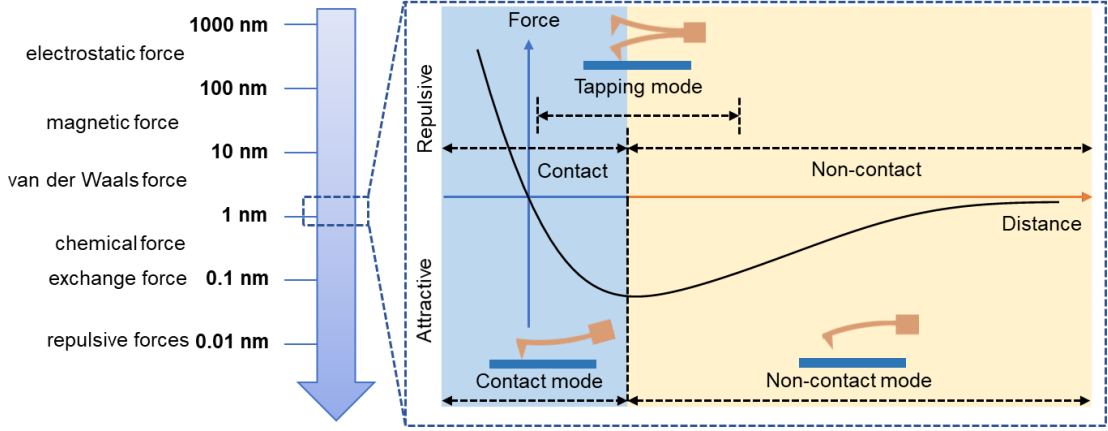 1000 nm
electrostatic force
100 nm
magnetic force
10 nm
van der Waals force
1 nm
chemical force
exchange force 0.1 nm
repulsive forces 0.01 nm
Force
Repulsive
Tapping mode
Contact
Non-contact
Distance
Attractive
Contact mode
Non-contact mode